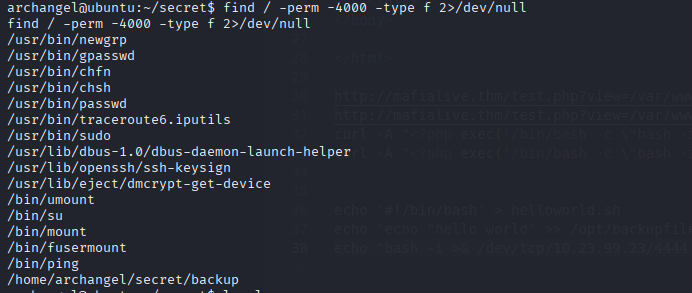 archangel@ubuntu:~/secret$ find / -perm -4000 -type f 2>/dev/null
find / -perm -4000 -type f 2>/dev/null
/usr/bin/newgrp
/usr/bin/gpasswd
/usr/bin/chfn
/usr/bin/chsh
/usr/bin/passwd
/usr/bin/traceroute6.iputils
/usr/bin/sudo
/usr/lib/dbus-1.0/dbus-daemon-launch-helper
/usr/lib/openssh/ssh-keysign
/usr/lib/eject/dmcrypt-get-device
/bin/umount
/bin/su
/bin/mount
/bin/fusermount
/bin/ping
/home/archangel/secret/backup